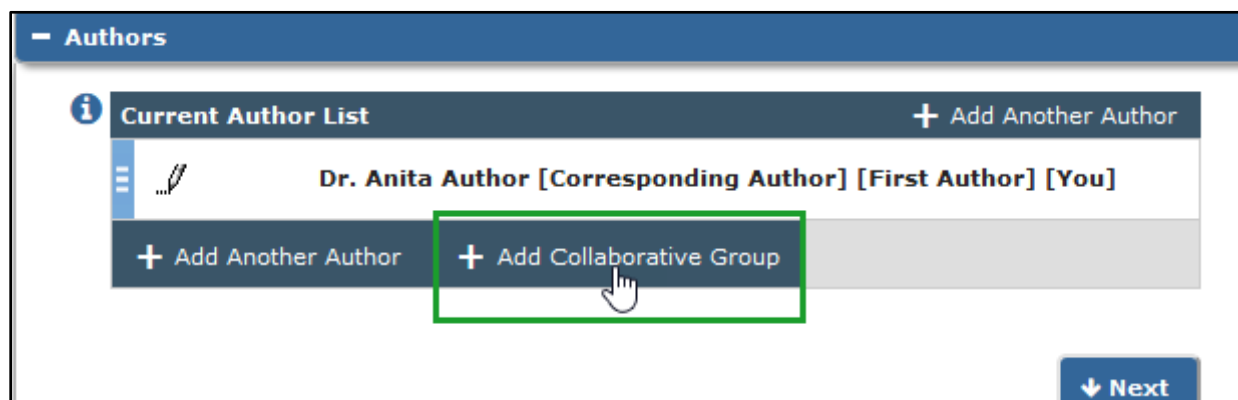 Authors
Current Author List + Add Another Author
Dr. Anita Author [Corresponding Author] [First Author] [You]
+ Add Another Author + Add Collaborative Group
Next